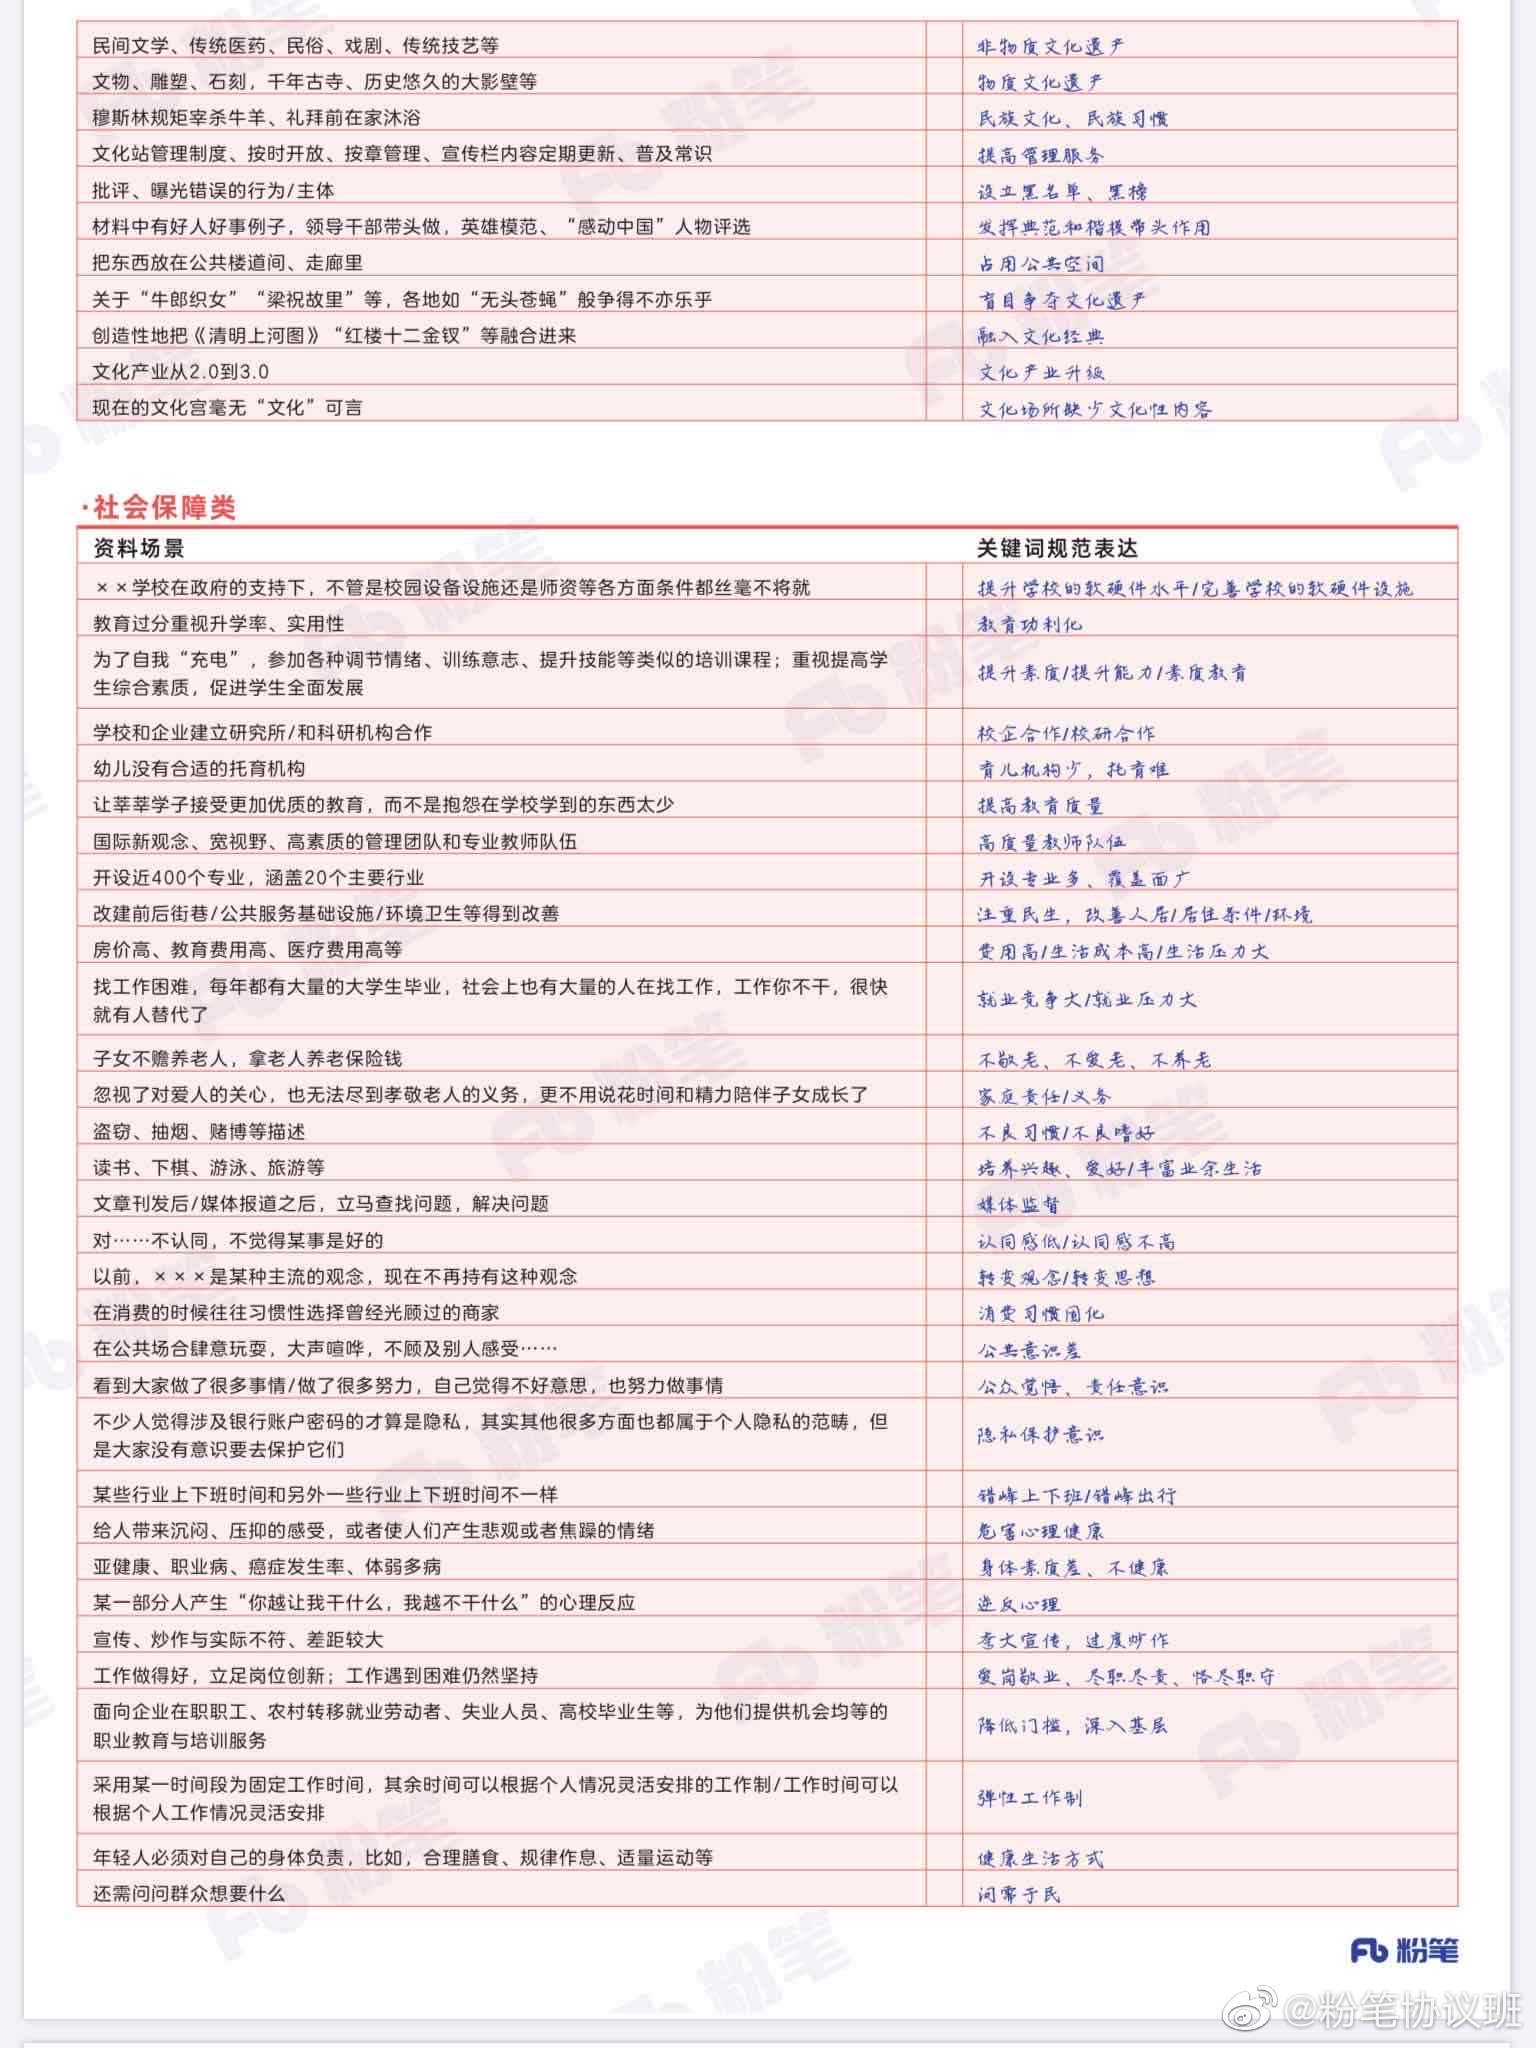 民间文学、传统医药、民俗、戏剧、传统技艺等 非物质文化遗产
文物、雕塑、石刻，千年古寺、历史悠久的大影壁等 物质文化遗产
穆斯林规矩宰杀牛羊、礼拜前在家沐浴 民族文化、民族习惯
文化站管理制度、按时开放、按章管理、宣传栏内容定期更新、普及常识 提高管理服务
批评、曝光错误的行为/主体 设立黑名单、黑榜
材料中有好人好事例子，领导干部带头做，英雄模范、“感动中国”人物评选 发挥典范和楷模带头作用
把东西放在公共楼道间、走廊里 占用公共空间
关于“牛郎织女”“梁祝故里”等，各地如“无头苍蝇”般争得不亦乐乎 盲目争夺文化遗产
创造性地把《清明上河图》“红楼十二金钗”等融合进来 融入文化经典
文化产业从2.0到3.0 文化产业升级
现在的文化宫毫无“文化”可言 文化场所缺少文化性内容
·社会保障类
资料场景 关键词规范表达
××学校在政府的支持下，不管是校园设备设施还是师资等各方面条件都丝毫不将就 提升学校的软硬件水平/完善学校的软硬件设施
教育过分重视升学率、实用性 教育功利化
为了自我“充电”，参加各种调节情绪、训练意志、提升技能等类似的培训课程；重视提高学
生综合素质，促进学生全面发展 提升素质/提升能力/素质教育
学校和企业建立研究所/和科研机构合作 校企合作/校研合作
幼儿没有合适的托育机构 育儿机构少，托育难
让莘莘学子接受更加优质的教育，而不是抱怨在学校学到的东西太少 提高教育质量
国际新观念、宽视野、高素质的管理团队和专业教师队伍 高质量教师队伍
开设近400个专业，涵盖20个主要行业 开设专业多、覆盖面广
改建前后街巷/公共服务基础设施/环境卫生等得到改善 注重民生，改善人居/居住条件/环境
房价高、教育费用高、医疗费用高等 费用高/生活成本高/生活压力大
找工作困难，每年都有大量的大学生毕业，社会上也有大量的人在找工作，工作你不干，很快
就有人替代了 就业竞争大/就业压力大
子女不赡养老人，拿老人养老保险钱 不敬老、不爱老、不养老
忽视了对爱人的关心，也无法尽到孝敬老人的义务，更不用说花时间和精力陪伴子女成长了 家庭责任/义务
盗窃、抽烟、赌博等描述 不良习惯/不良嗜好
读书、下棋、游泳、旅游等 培养兴趣、爱好/丰富业余生活
文章刊发后/媒体报道之后，立马查找问题，解决问题 媒体监督
对……不认同，不觉得某事是好的 认同感低/认同感不高
以前，×××是某种主流的观念，现在不再持有这种观念 转变观念/转变思想
在消费的时候往往习惯性选择曾经光顾过的商家 消费习惯固化
在公共场合肆意玩耍，大声喧哗，不顾及别人感受…… 公共意识差
看到大家做了很多事情/做了很多努力，自己觉得不好意思，也努力做事情 公众觉悟、责任意识
不少人觉得涉及银行账户密码的才算是隐私，其实其他很多方面也都属于个人隐私的范畴，但
是大家没有意识要去保护它们 隐私保护意识
某些行业上下班时间和另外一些行业上下班时间不一样 错峰上下班/错峰出行
给人带来沉闷、压抑的感受，或者使人们产生悲观或者焦躁的情绪 危害心理健康
亚健康、职业病、癌症发生率、体弱多病 身体素质差、不健康
某一部分人产生“你越让我干什么，我越不干什么”的心理反应 逆反心理
宣传、炒作与实际不符、差距较大 夸大宣传，过度炒作
工作做得好，立足岗位创新；工作遇到困难仍然坚持 爱岗敬业、尽职尽责、恪尽职守
面向企业在职职工、农村转移就业劳动者、失业人员、高校毕业生等，为他们提供机会均等的
职业教育与培训服务 降低门槛，深入基层
采用某一时间段为固定工作时间，其余时间可以根据个人情况灵活安排的工作制/工作时间可以
根据个人工作情况灵活安排 弹性工作制
年轻人必须对自己的身体负责，比如，合理膳食、规律作息、适量运动等 健康生活方式
还需问问群众想要什么 问需于民
Fb 粉笔
@粉笔协议班